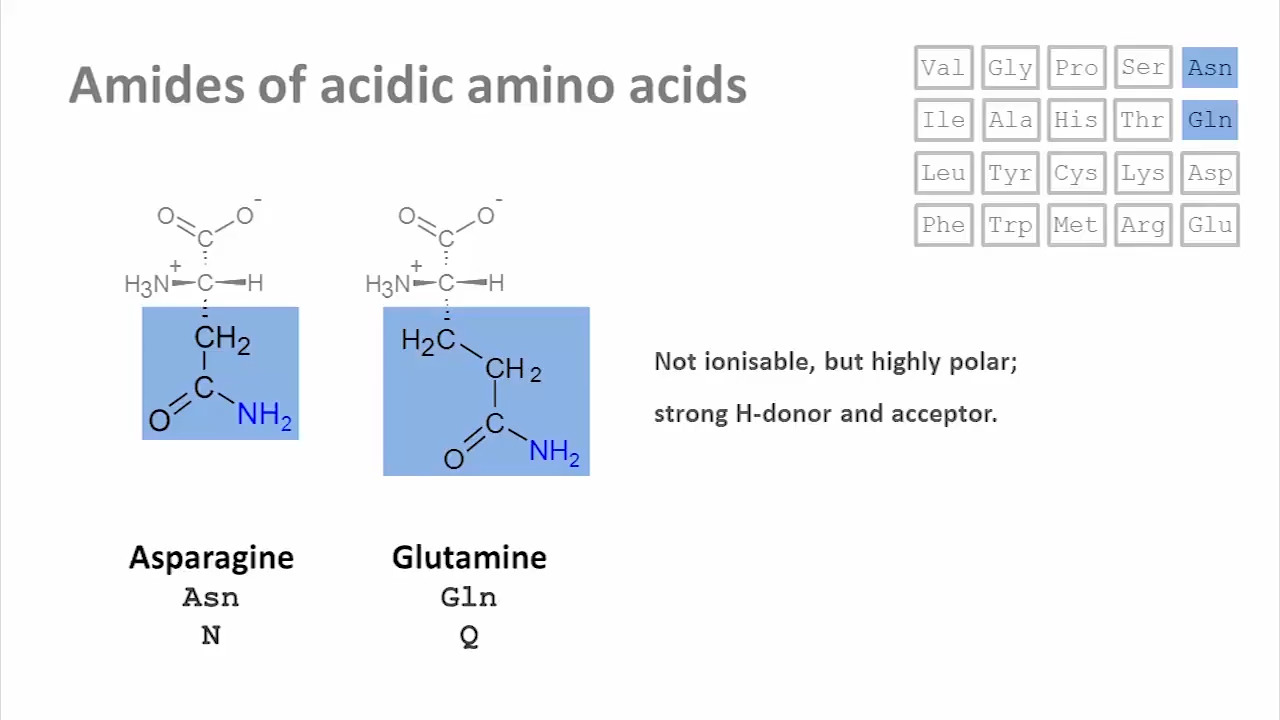 Amides of acidic amino acids
Val Gly Pro Ser Asn
Ile Ala His Thr Gln
Leu Tyr Cys Lys Asp
Phe Trp Met Arg Glu
O O-
C
+
H3N C H
CH2
C
O NH2
O O-
C
+
H3N C H
H2C
CH2
C
O NH2
Not ionisable, but highly polar;
strong H-donor and acceptor.
Asparagine
Asn
N
Glutamine
Gln
Q